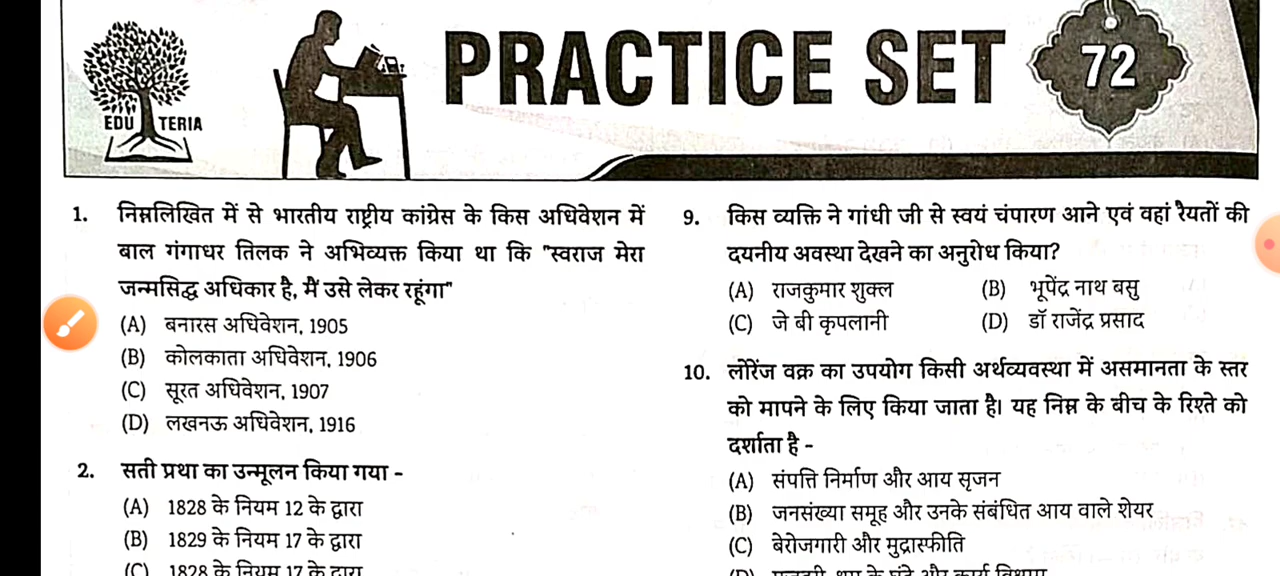 EDU TERIA
PRACTICE SET
72
1. निम्नलिखित में से भारतीय राष्ट्रीय कांग्रेस के किस अधिवेशन में
बाल गंगाधर तिलक ने अभिव्यक्त किया था कि "स्वराज मेरा
जन्मसिद्ध अधिकार है, मैं उसे लेकर रहूंगा"
(A) बनारस अधिवेशन, 1905
(B) कोलकाता अधिवेशन, 1906
(C) सूरत अधिवेशन, 1907
(D) लखनऊ अधिवेशन, 1916
2. सती प्रथा का उन्मूलन किया गया -
(A) 1828 के नियम 12 के द्वारा
(B) 1829 के नियम 17 के द्वारा
(C) 1828 के नियम 17 के द्वारा
9. किस व्यक्ति ने गांधी जी से स्वयं चंपारण आने एवं वहां रैयतों की
दयनीय अवस्था देखने का अनुरोध किया?
(A) राजकुमार शुक्ल (B) भूपेंद्र नाथ बसु
(C) जे बी कृपलानी (D) डॉ राजेंद्र प्रसाद
10. लोरेंज वक्र का उपयोग किसी अर्थव्यवस्था में असमानता के स्तर
को मापने के लिए किया जाता है। यह निम्न के बीच के रिश्ते को
दर्शाता है -
(A) संपत्ति निर्माण और आय सृजन
(B) जनसंख्या समूह और उनके संबंधित आय वाले शेयर
(C) बेरोजगारी और मुद्रास्फीति